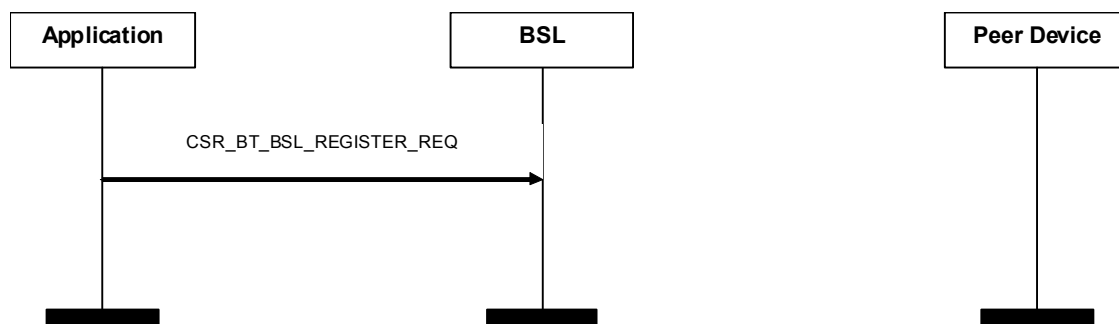 Application
BSL
Peer Device
CSR_BT_BSL_REGISTER_REQ